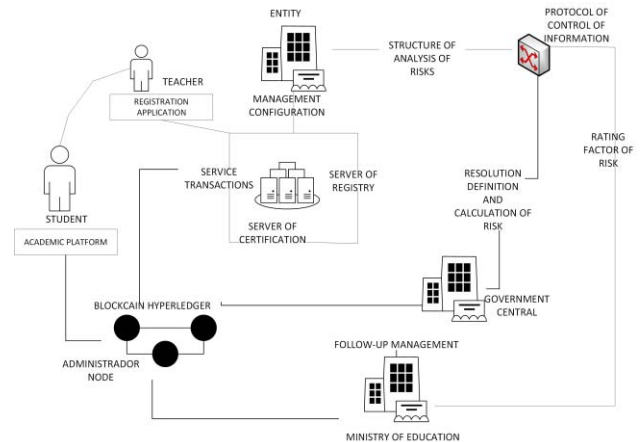 ENTITY
PROTOCOL OF
CONTROL OF
INFORMATION
STRUCTURE OF
ANALYSIS OF
RISKS
TEACHER
REGISTRATION
APPLICATION
MANAGEMENT
CONFIGURATION
RATING
FACTOR OF
RISK
SERVICE
TRANSACTIONS
SERVER OF
REGISTRY
RESOLUTION
DEFINITION
AND
CALCULATION OF
RISK
STUDENT
ACADEMIC PLATFORM
SERVER OF
CERTIFICATION
BLOCKCAIN HYPERLEDGER
GOVERNMENT
CENTRAL
ADMINISTRADOR
NODE
FOLLOW-UP MANAGEMENT
MINISTRY OF EDUCATION